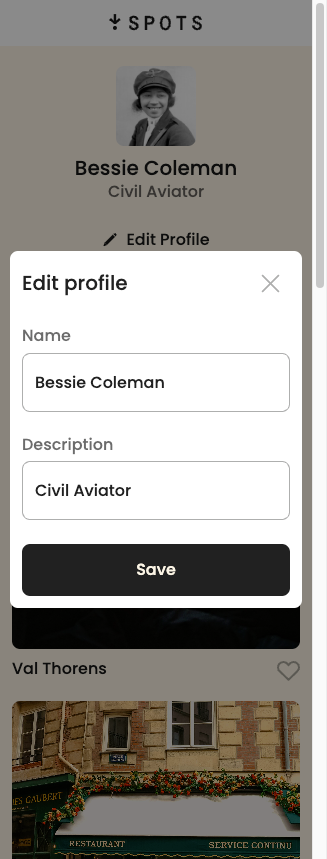 SPOTS
Bessie Coleman
Civil Aviator
Edit Profile
Edit profile
Name
Bessie Coleman
Description
Civil Aviator
Save
Val Thorens
RESTAURANT
SERVICE CONTINU